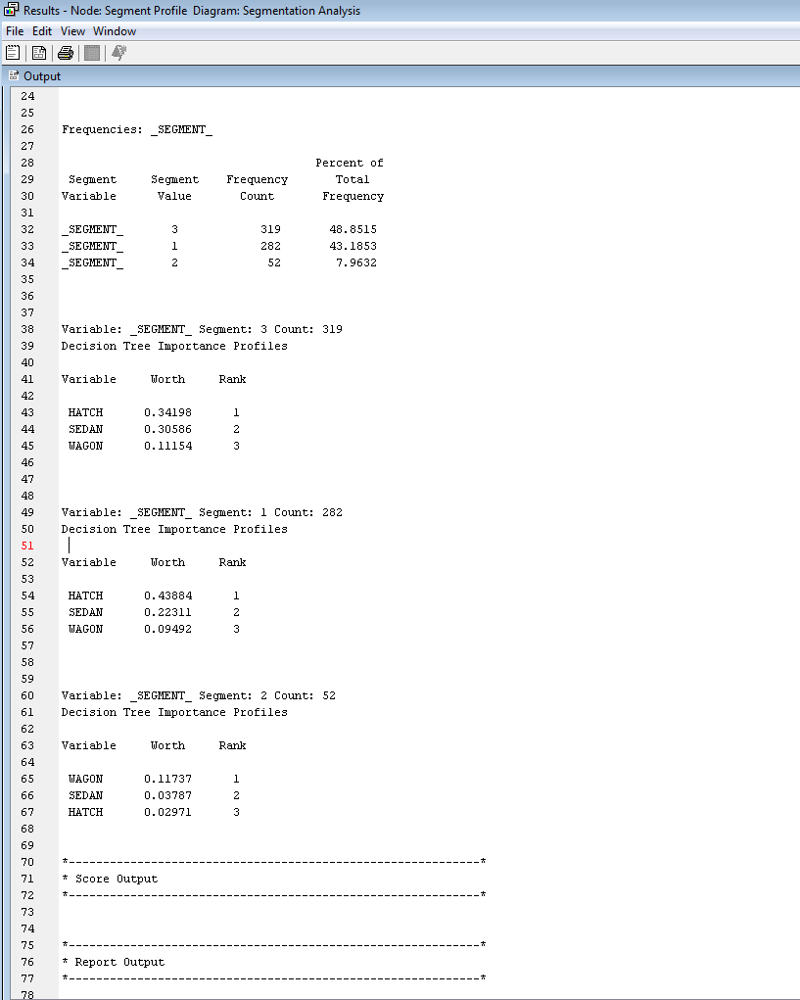 Results - Node: Segment Profile Diagram: Segmentation Analysis
File Edit View Window
Output
24
25
26 Frequencies: _SEGMENT_
27
28 Percent of
29 Segment Segment Frequency Total
30 Variable Value Count Frequency
31
32 _SEGMENT_ 3 319 48.8515
33 _SEGMENT_ 1 282 43.1853
34 _SEGMENT_ 2 52 7.9632
35
36
37
38 Variable: _SEGMENT_ Segment: 3 Count: 319
39 Decision Tree Importance Profiles
40
41 Variable Worth Rank
42
43 HATCH 0.34198 1
44 SEDAN 0.30586 2
45 WAGON 0.11154 3
46
47
48
49 Variable: _SEGMENT_ Segment: 1 Count: 282
50 Decision Tree Importance Profiles
51
52 Variable Worth Rank
53
54 HATCH 0.43884 1
55 SEDAN 0.22311 2
56 WAGON 0.09492 3
57
58
59
60 Variable: _SEGMENT_ Segment: 2 Count: 52
61 Decision Tree Importance Profiles
62
63 Variable Worth Rank
64
65 WAGON 0.11737 1
66 SEDAN 0.03787 2
67 HATCH 0.02971 3
68
69
70 *------------------------------------------------------------*
71 * Score Output
72 *------------------------------------------------------------*
73
74
75 *------------------------------------------------------------*
76 * Report Output
77 *------------------------------------------------------------*
78